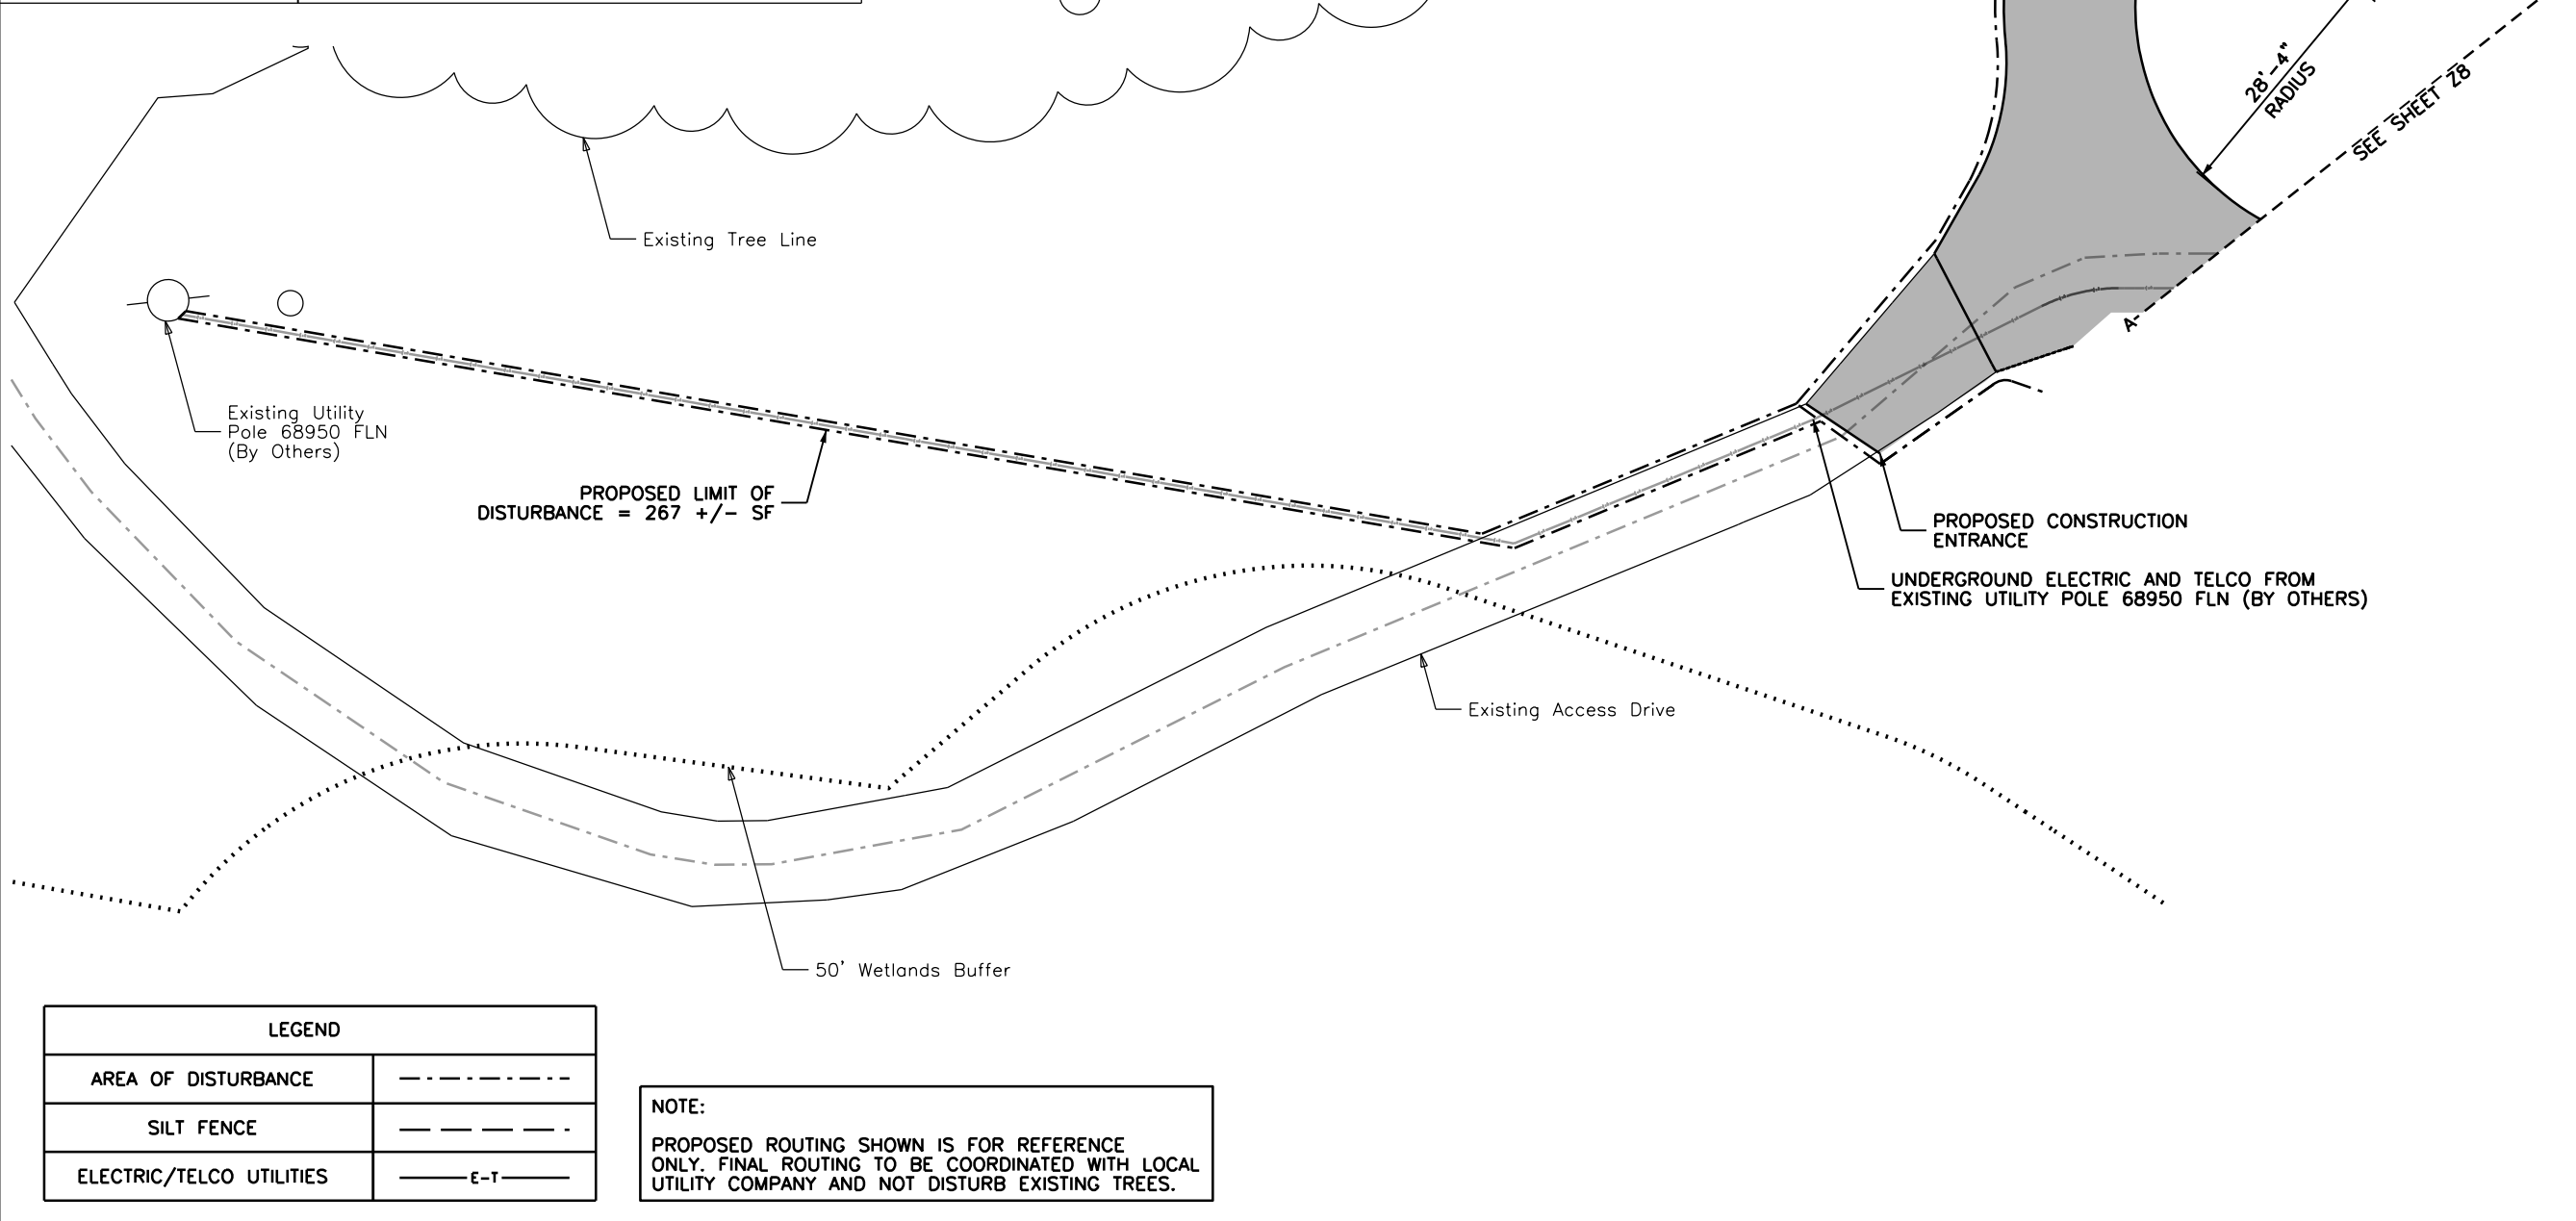 28'-4"
RADIUS
SEE SHEET Z8
Existing Tree Line
A
Existing Utility
Pole 68950 FLN
(By Others)
PROPOSED LIMIT OF
DISTURBANCE = 267 +/- SF
PROPOSED CONSTRUCTION
ENTRANCE
UNDERGROUND ELECTRIC AND TELCO FROM
EXISTING UTILITY POLE 68950 FLN (BY OTHERS)
Existing Access Drive
50' Wetlands Buffer
LEGEND
AREA OF DISTURBANCE
SILT FENCE
ELECTRIC/TELCO UTILITIES
E-T
NOTE:
PROPOSED ROUTING SHOWN IS FOR REFERENCE
ONLY. FINAL ROUTING TO BE COORDINATED WITH LOCAL
UTILITY COMPANY AND NOT DISTURB EXISTING TREES.